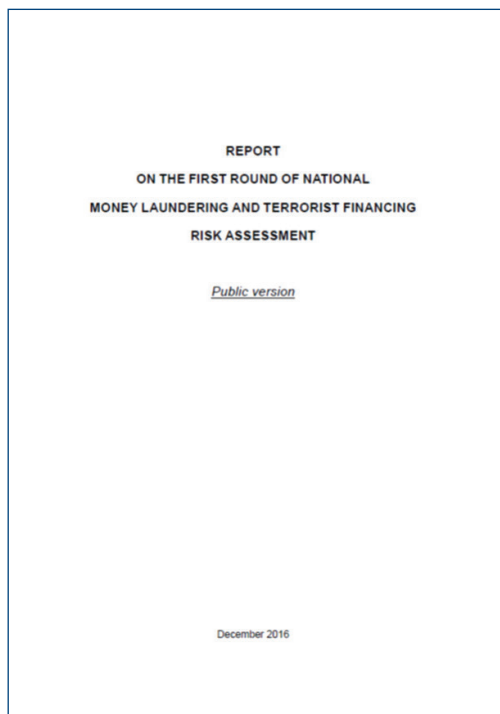 REPORT
ON THE FIRST ROUND OF NATIONAL
MONEY LAUNDERING AND TERRORIST FINANCING
RISK ASSESSMENT
Public version
December 2016